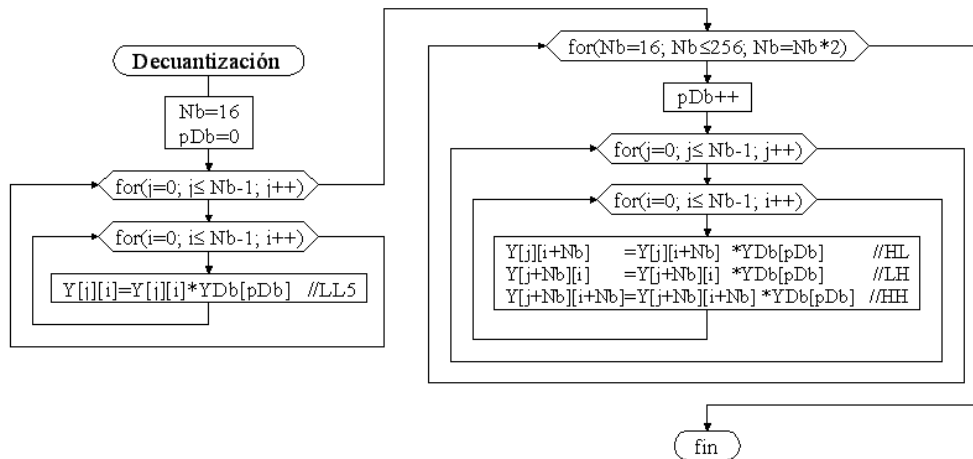 Decuantización
Nb=16
pDb=0
for(j=0; j≤ Nb-1; j++)
for(i=0; i≤ Nb-1; i++)
Y[j][i]=Y[j][i]*YDb[pDb] //LL5
for(Nb=16; Nb≤256; Nb=Nb*2)
pDb++
for(j=0; j≤ Nb-1; j++)
for(i=0; i≤ Nb-1; i++)
Y[j][i+Nb] =Y[j][i+Nb] *YDb[pDb] //HL
Y[j+Nb][i] =Y[j+Nb][i] *YDb[pDb] //LH
Y[j+Nb][i+Nb]=Y[j+Nb][i+Nb] *YDb[pDb] //HH
fin